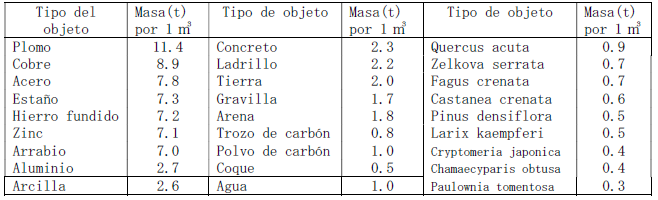 Tipo del objeto Masa(t) por 1 m³ Tipo de objeto Masa(t) por 1 m³ Tipo de objeto Masa(t) por 1 m³
Plomo 11.4 Concreto 2.3 Quercus acuta 0.9
Cobre 8.9 Ladrillo 2.2 Zelkova serrata 0.7
Acero 7.8 Tierra 2.0 Fagus crenata 0.7
Estaño 7.3 Gravilla 1.7 Castanea crenata 0.6
Hierro fundido 7.2 Arena 1.8 Pinus densiflora 0.5
Zinc 7.1 Trozo de carbón 0.8 Larix kaempferi 0.5
Arrabio 7.0 Polvo de carbón 1.0 Cryptomeria japonica 0.4
Aluminio 2.7 Coque 0.5 Chamaecyparis obtusa 0.4
Arcilla 2.6 Agua 1.0 Paulownia tomentosa 0.3